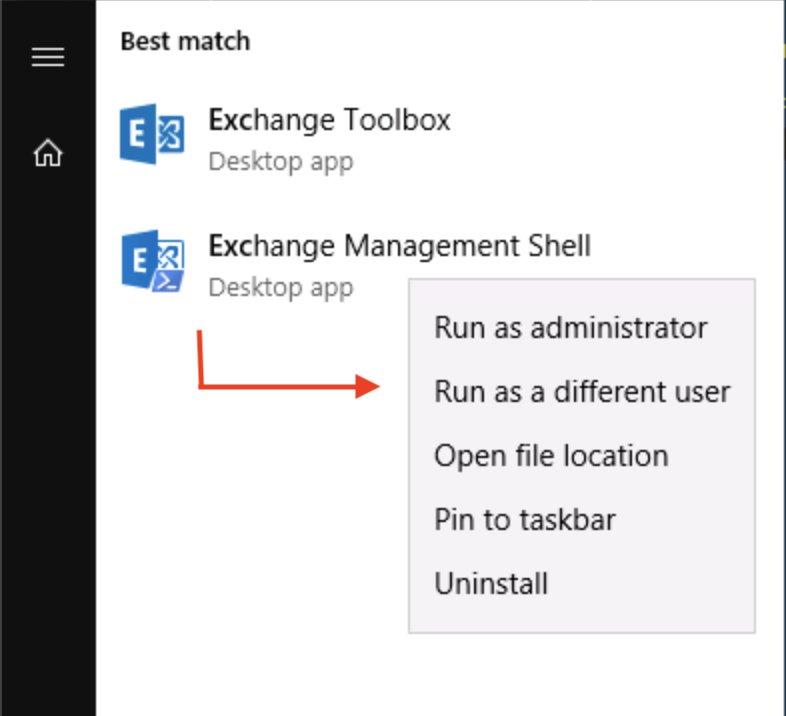 Best match
Exchange Toolbox
Desktop app
Exchange Management Shell
Desktop app
Run as administrator
Run as a different user
Open file location
Pin to taskbar
Uninstall